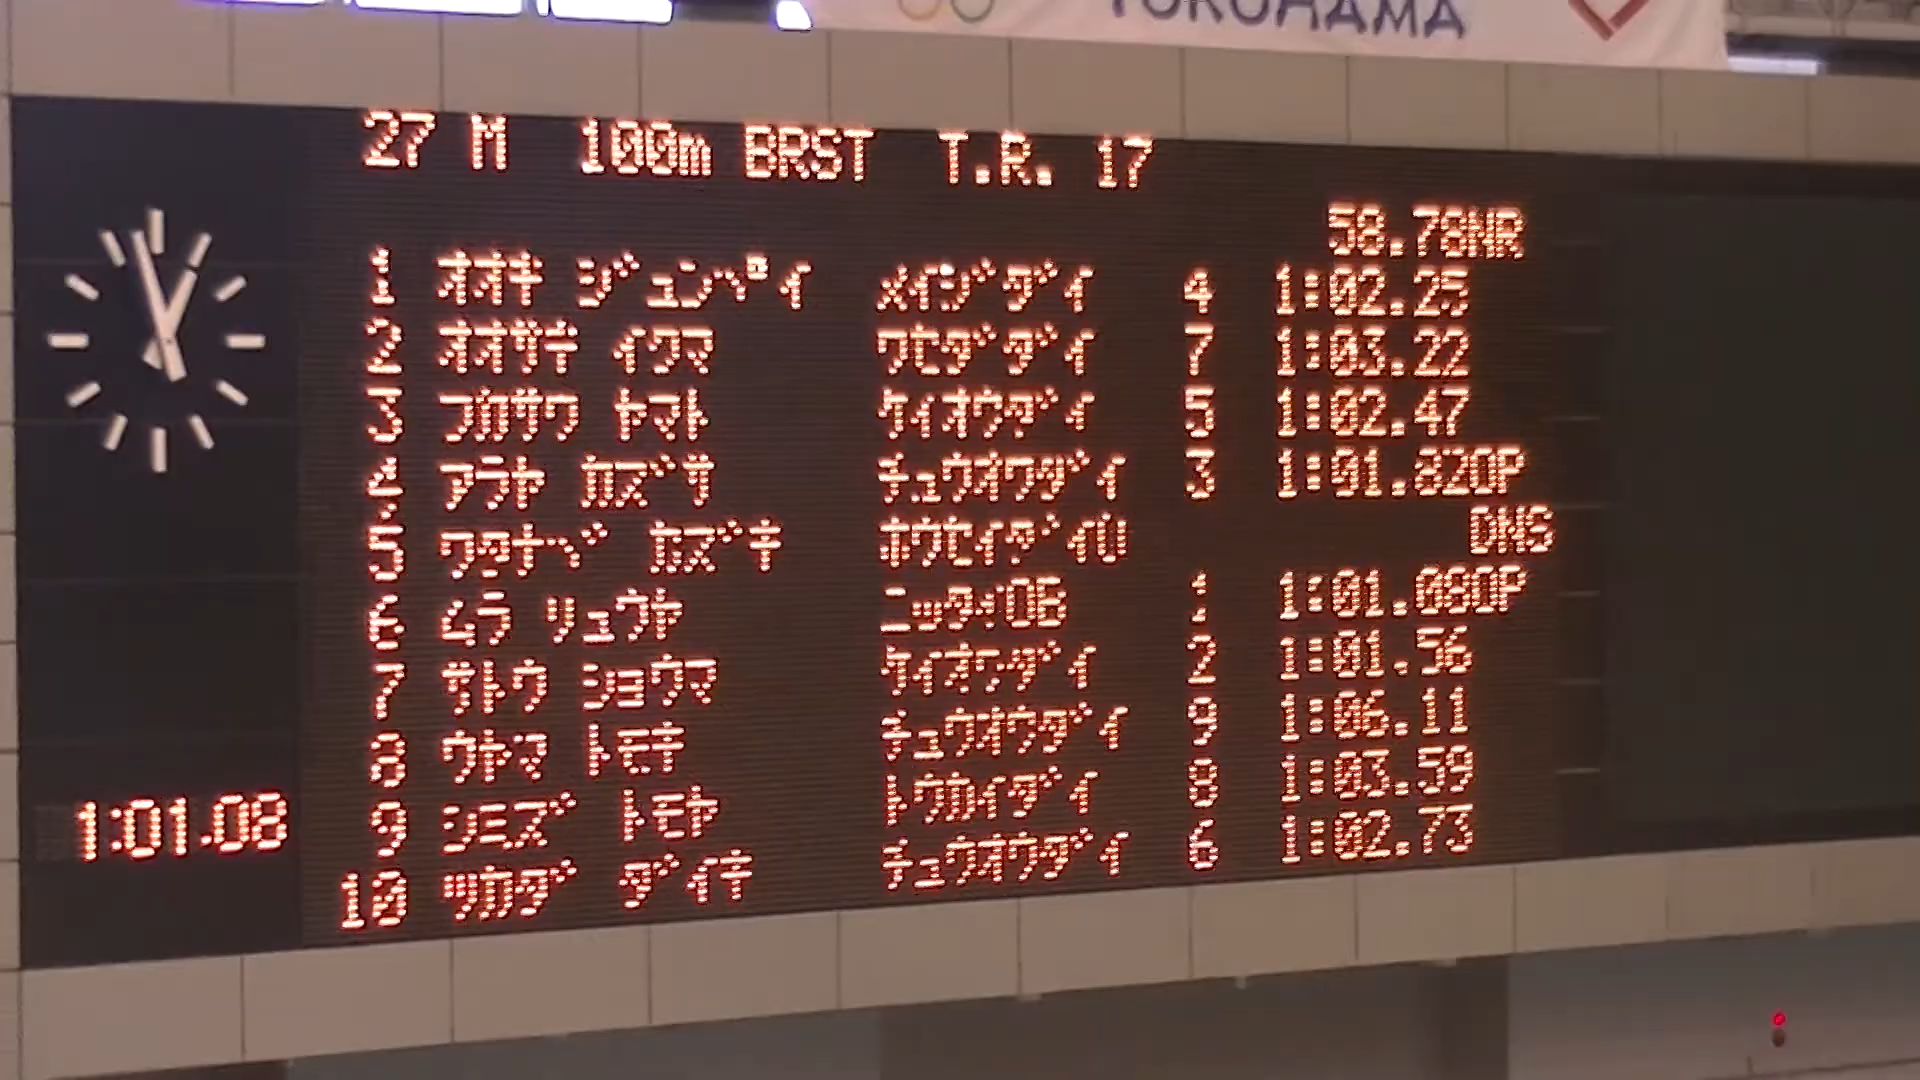 YOKOHAMA
27 M 100m BRST T.R. 17
58.78NR
1 オオキ ジュンペイ メイジダイ 4 1:02.25
2 オオサキ イクマ ワセダダイ 7 1:03.22
3 フカサワ ヤマト ケイオウダイ 5 1:02.47
4 アラヤ カズサ チュウオウダイ 3 1:01.82OP
5 ワタナベ カズキ ホウセイダイU DNS
6 ムラ リュウヤ ニッタイOB 1 1:01.08OP
7 サトウ ショウマ ケイオウダイ 2 1:01.56
8 ウヤマ トモキ チュウオウダイ 9 1:06.11
9 シミズ トモヤ トウカイダイ 8 1:03.59
10 ツカダ ダイキ チュウオウダイ 6 1:02.73
1:01.08